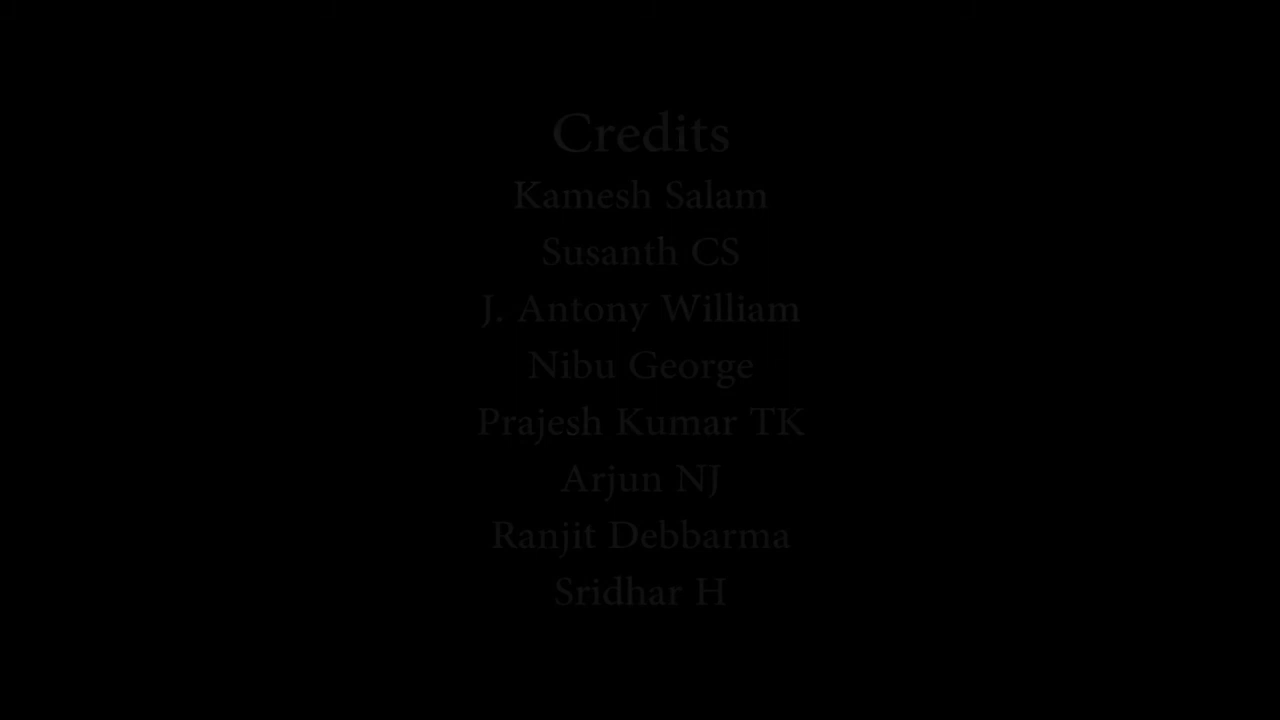 Credits
Kamesh Salam
Susanth CS
J. Antony William
Nibu George
Prajesh Kumar TK
Arjun NJ
Ranjit Debbarma
Sridhar H